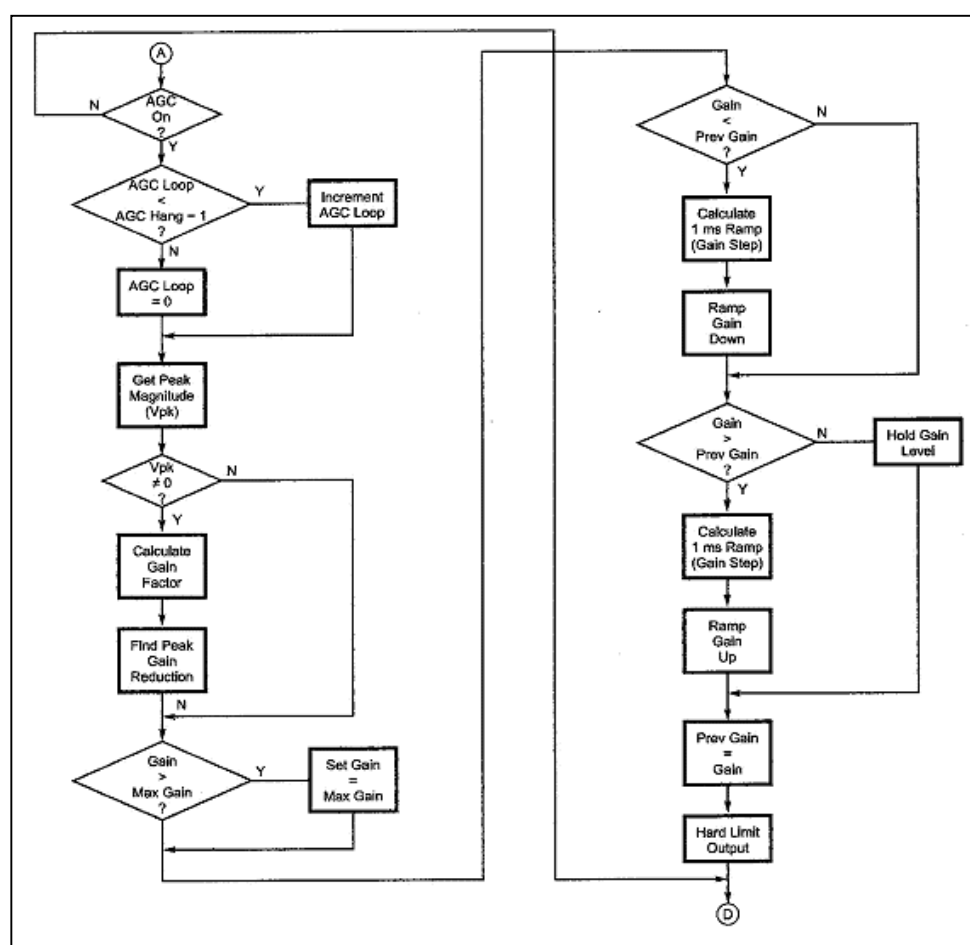 A
AGC
On
?
N
Y
AGC Loop
<
AGC Hang – 1
?
Y
N
Increment
AGC Loop
AGC Loop
= 0
Get Peak
Magnitude
(Vpk)
Vpk
≠ 0
?
N
Y
Calculate
Gain
Factor
Find Peak
Gain
Reduction
N
Gain
>
Max Gain
?
Y
Set Gain
=
Max Gain
Gain
<
Prev Gain
?
N
Y
Calculate
1 ms Ramp
(Gain Step)
Ramp
Gain
Down
Gain
>
Prev Gain
?
N
Y
Hold Gain
Level
Calculate
1 ms Ramp
(Gain Step)
Ramp
Gain
Up
Prev Gain
=
Gain
Hard Limit
Output
D